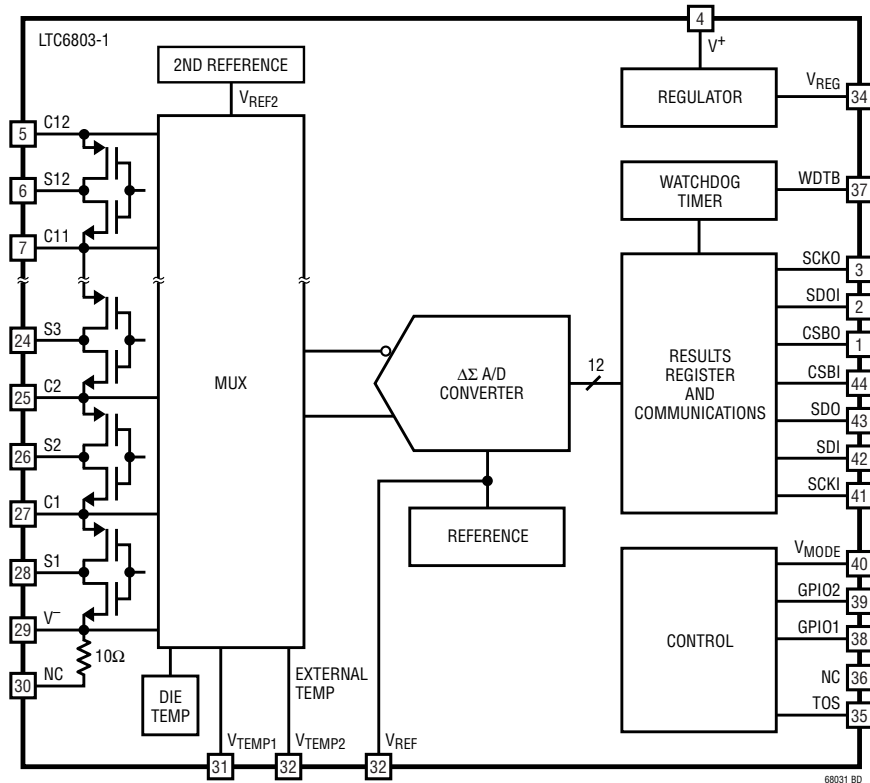 LTC6803-1
4
V+
2ND REFERENCE
VREF2
REGULATOR
VREG
34
5
C12
6
S12
7
C11
24
S3
25
C2
26
S2
27
C1
28
S1
29
V−
10Ω
30
NC
MUX
DIE
TEMP
EXTERNAL
TEMP
VTEMP1
31
VTEMP2
32
VREF
32
ΔΣ A/D
CONVERTER
12
REFERENCE
WATCHDOG
TIMER
WDTB
37
RESULTS
REGISTER
AND
COMMUNICATIONS
SCKO
3
SDOI
2
CSBO
1
CSBI
44
SDO
43
SDI
42
SCKI
41
CONTROL
VMODE
40
GPIO2
39
GPIO1
38
NC
36
TOS
35
68031 BD